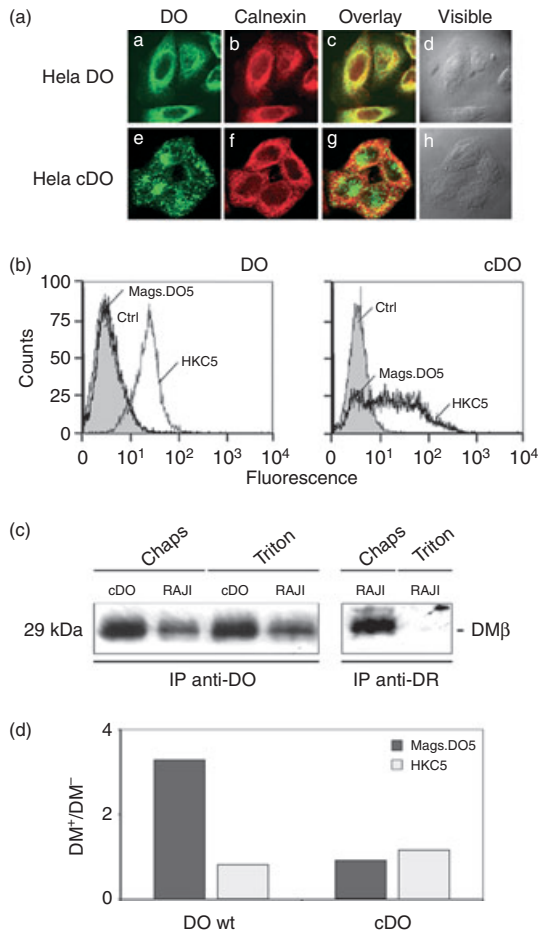 (a)
DO Calnexin Overlay Visible
Hela DO
a b c d
Hela cDO
e f g h
(b)
DO
100
75
50
25
0
Counts
Mags.DO5
Ctrl
HKC5
0 10¹ 10² 10³ 10⁴
cDO
Ctrl
Mags.DO5
HKC5
0 10¹ 10² 10³ 10⁴
Fluorescence
(c)
Chaps Triton Chaps Triton
cDO RAJI cDO RAJI RAJI RAJI
29 kDa - DMβ
IP anti-DO IP anti-DR
(d)
4
2
0
DM⁺/DM⁻
Mags.DO5
HKC5
DO wt cDO